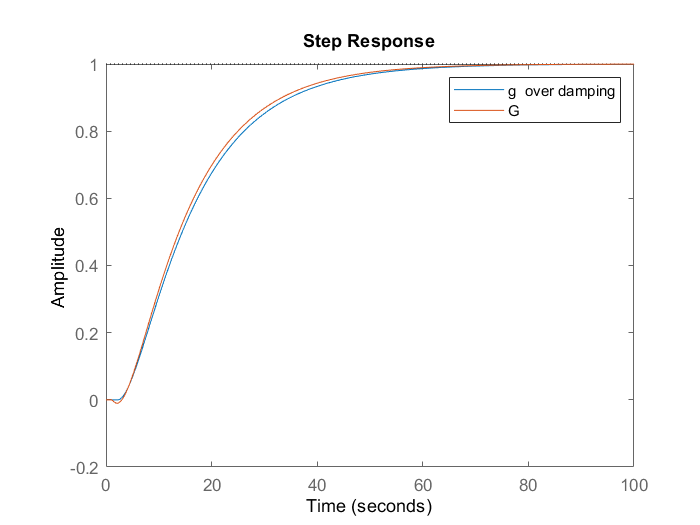 Step Response
1
0.8
0.6
0.4
0.2
0
-0.2
Amplitude
g  over damping
G
0
20
40
60
80
100
Time (seconds)